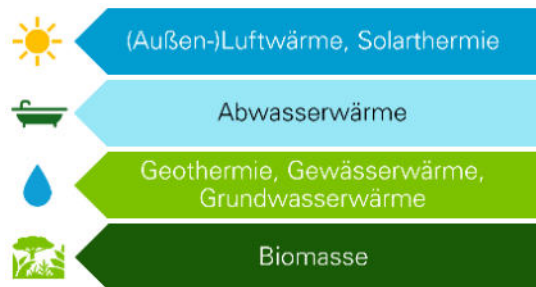 (Außen-)Luftwärme, Solarthermie
Abwasserwärme
Geothermie, Gewässerwärme,
Grundwasserwärme
Biomasse